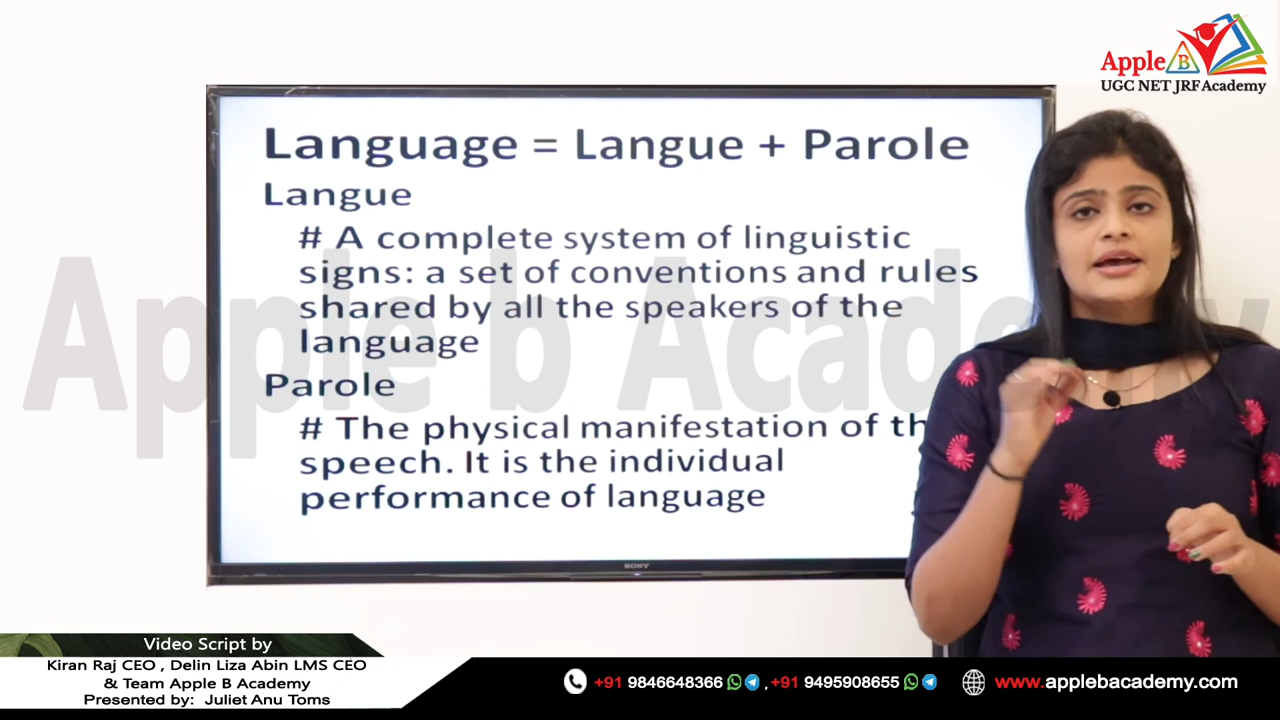 Apple B
UGC NET JRF Academy
Language = Langue + Parole
Langue
# A complete system of linguistic
signs: a set of conventions and rules
shared by all the speakers of the
language
Parole
# The physical manifestation of th
speech. It is the individual
performance of language
Apple b Academy
SONY
Video Script by
Kiran Raj CEO , Delin Liza Abin LMS CEO
& Team Apple B Academy
Presented by: Juliet Anu Toms
+91 9846648366 , +91 9495908655 www.applebacademy.com